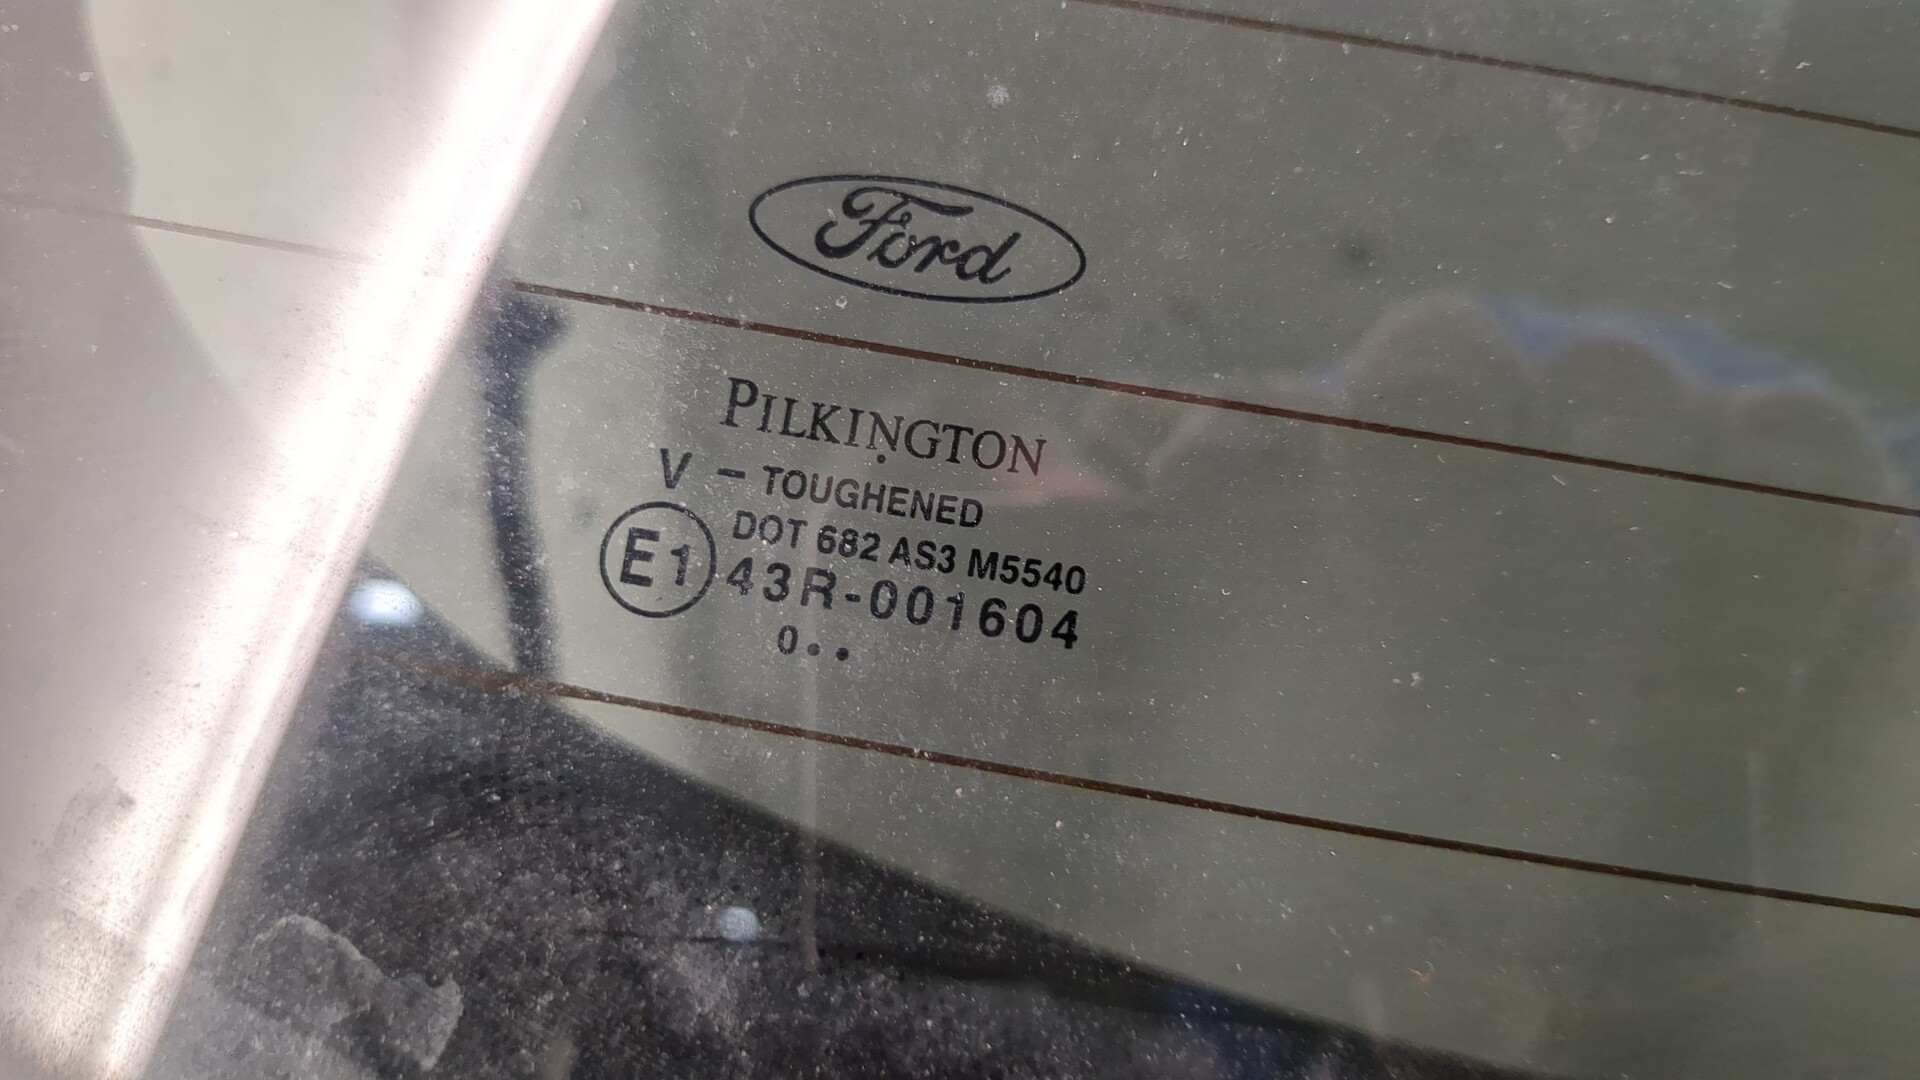 Ford
PILKINGTON
V - TOUGHENED
DOT 682 AS3 M5540
E1 43R-001604
0..